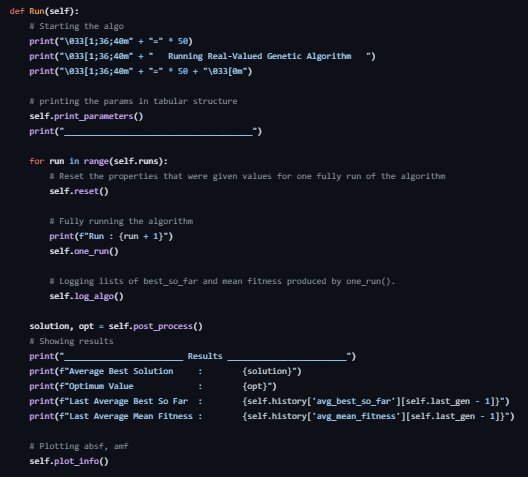 def Run(self):
    # Starting the algo
    print("\033[1;36;40m" + "=" * 50)
    print("\033[1;36;40m" + "   Running Real-Valued Genetic Algorithm   ")
    print("\033[1;36;40m" + "=" * 50 + "\033[0m")

    # printing the params in tabular structure
    self.print_parameters()
    print("______________________________________")

    for run in range(self.runs):
        # Reset the properties that were given values for one fully run of the algorithm
        self.reset()

        # Fully running the algorithm
        print(f"Run : {run + 1}")
        self.one_run()

        # Logging lists of best_so_far and mean fitness produced by one_run().
        self.log_algo()

    solution, opt = self.post_process()
    # Showing results
    print("________________________ Results ________________________")
    print(f"Average Best Solution     :        {solution}")
    print(f"Optimum Value             :        {opt}")
    print(f"Last Average Best So Far  :        {self.history['avg_best_so_far'][self.last_gen - 1]}")
    print(f"Last Average Mean Fitness :        {self.history['avg_mean_fitness'][self.last_gen - 1]}")

    # Plotting absf, amf
    self.plot_info()